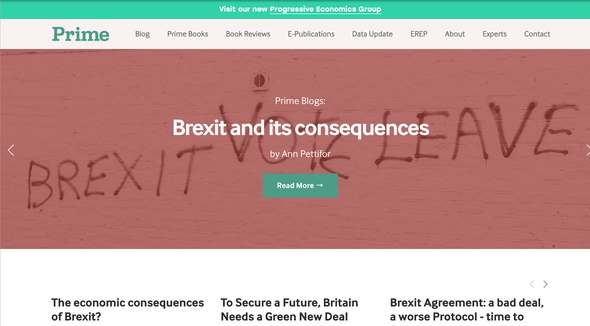 Visit our new Progressive Economics Group
Prime
Blog Prime Books Book Reviews E-Publications Data Update EREP About Experts Contact
Prime Blogs:
Brexit and its consequences
by Ann Pettifor
Read More →
BREXIT VOTE LEAVE
The economic consequences of Brexit?
To Secure a Future, Britain Needs a Green New Deal
Brexit Agreement: a bad deal, a worse Protocol - time to